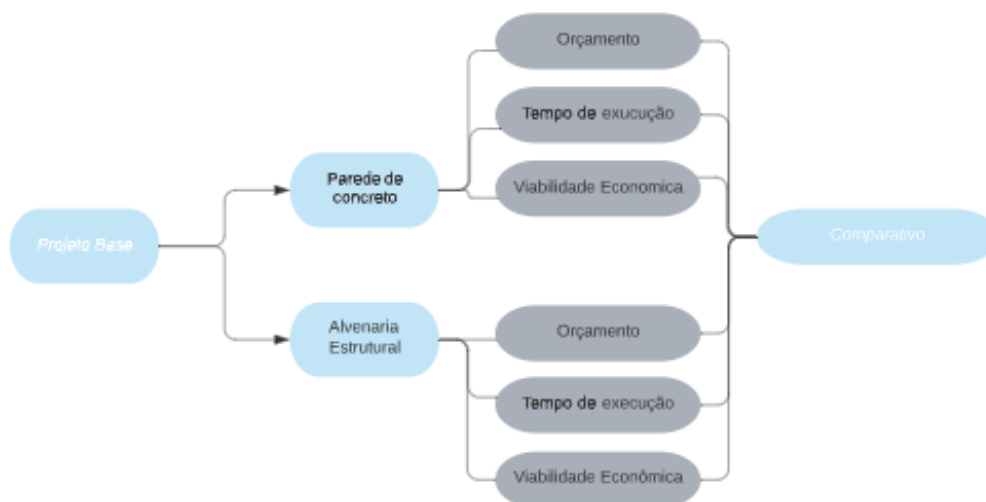 Orçamento
Tempo de exucução
Parede de
concreto
Viabilidade Economica
Projeto Base
Comparativo
Alvenaria
Estrutural
Orçamento
Tempo de execução
Viabilidade Econômica